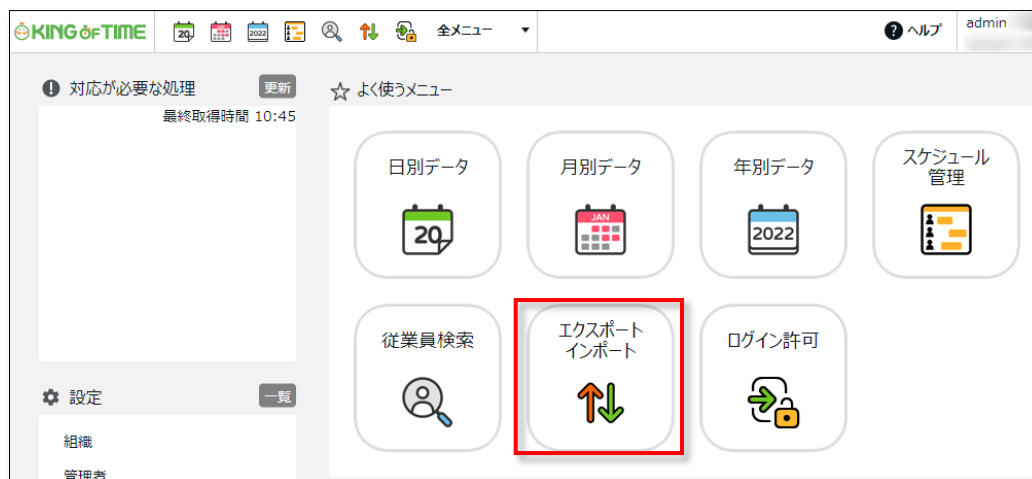 KING OF TIME
20
2022
全メニュー
ヘルプ
admin
対応が必要な処理
更新
最終取得時間 10:45
よく使うメニュー
日別データ
20
月別データ
JAN
年別データ
2022
スケジュール
管理
従業員検索
エクスポート
インポート
ログイン許可
設定
一覧
組織
管理者